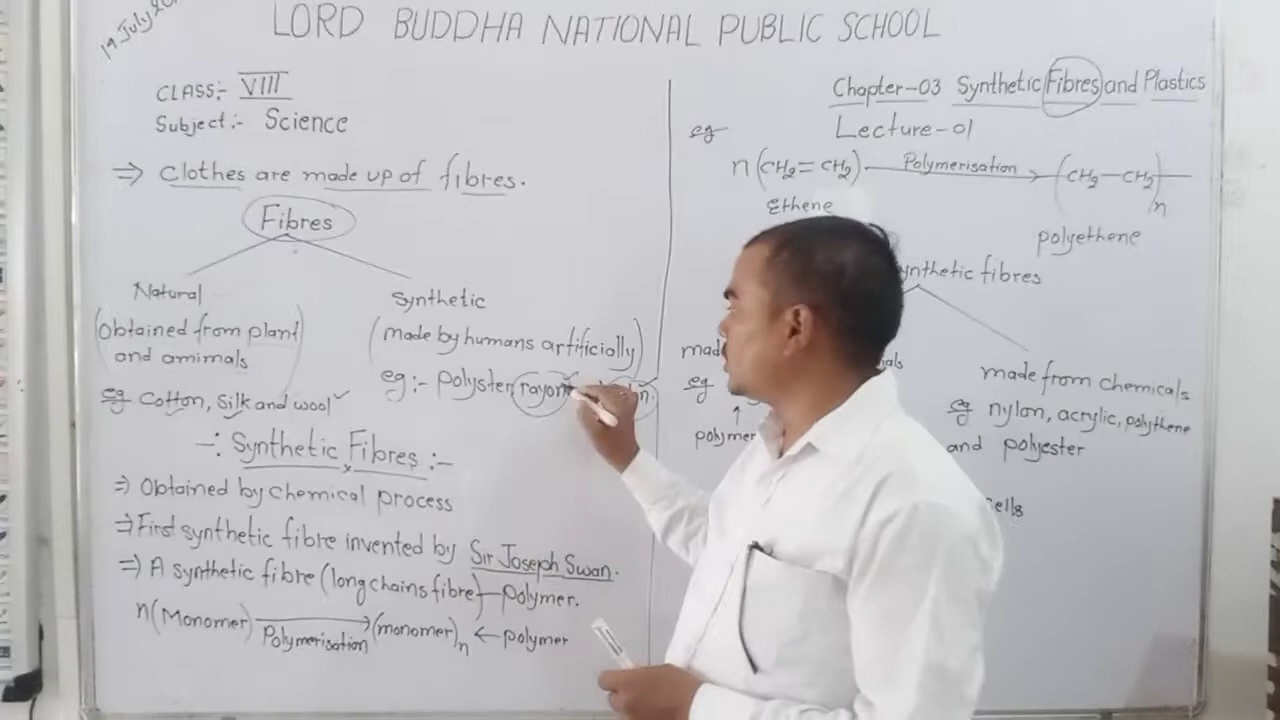 19 July
LORD BUDDHA NATIONAL PUBLIC SCHOOL
CLASS:- VIII
Subject:- Science
⇒ Clothes are made up of fibres.
Fibres
Natural
(Obtained from plant
and amimals)
eg Cotton, Silk and wool
Synthetic
(made by humans artificially)
eg:- Polyster, rayon
-: Synthetic Fibres :-
⇒ Obtained by chemical process
⇒ First synthetic fibre invented by Sir Joseph Swan.
⇒ A synthetic fibre (long chains fibre) - polymer.
n(Monomer) Polymerisation → (monomer)n ← polymer
Chapter-03 Synthetic Fibres and Plastics
Lecture-01
eg
n(CH2=CH2) Polymerisation → (CH2-CH2)n
Ethene
polyethene
nthetic fibres
made
eg
↑
polymer
made from chemicals
eg nylon, acrylic, polythene
and polyester